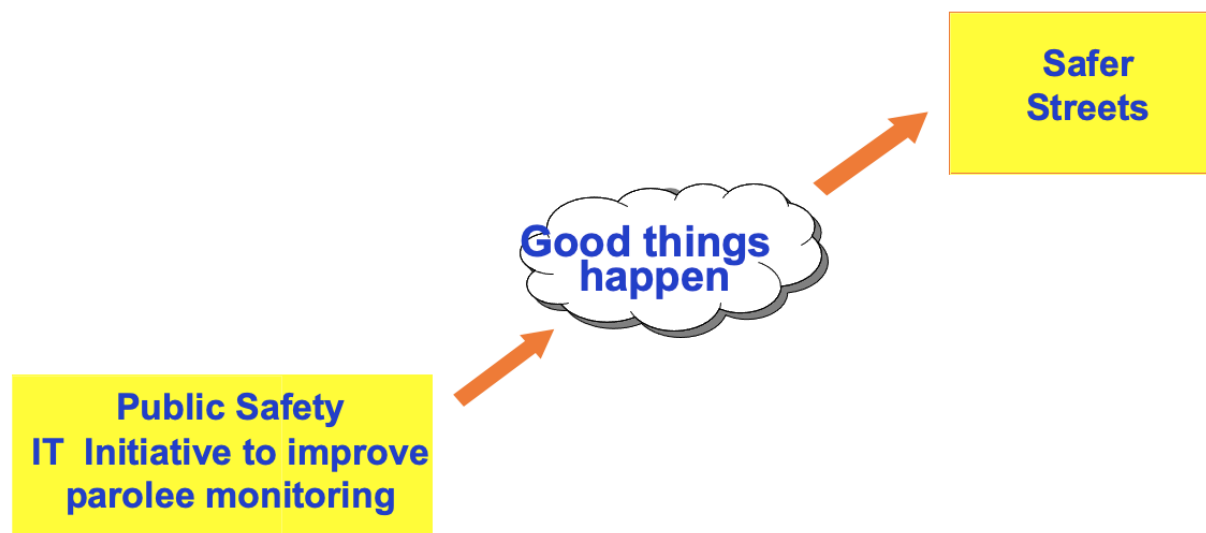 Safer
Streets
Good things
happen
Public Safety
IT Initiative to improve
parolee monitoring